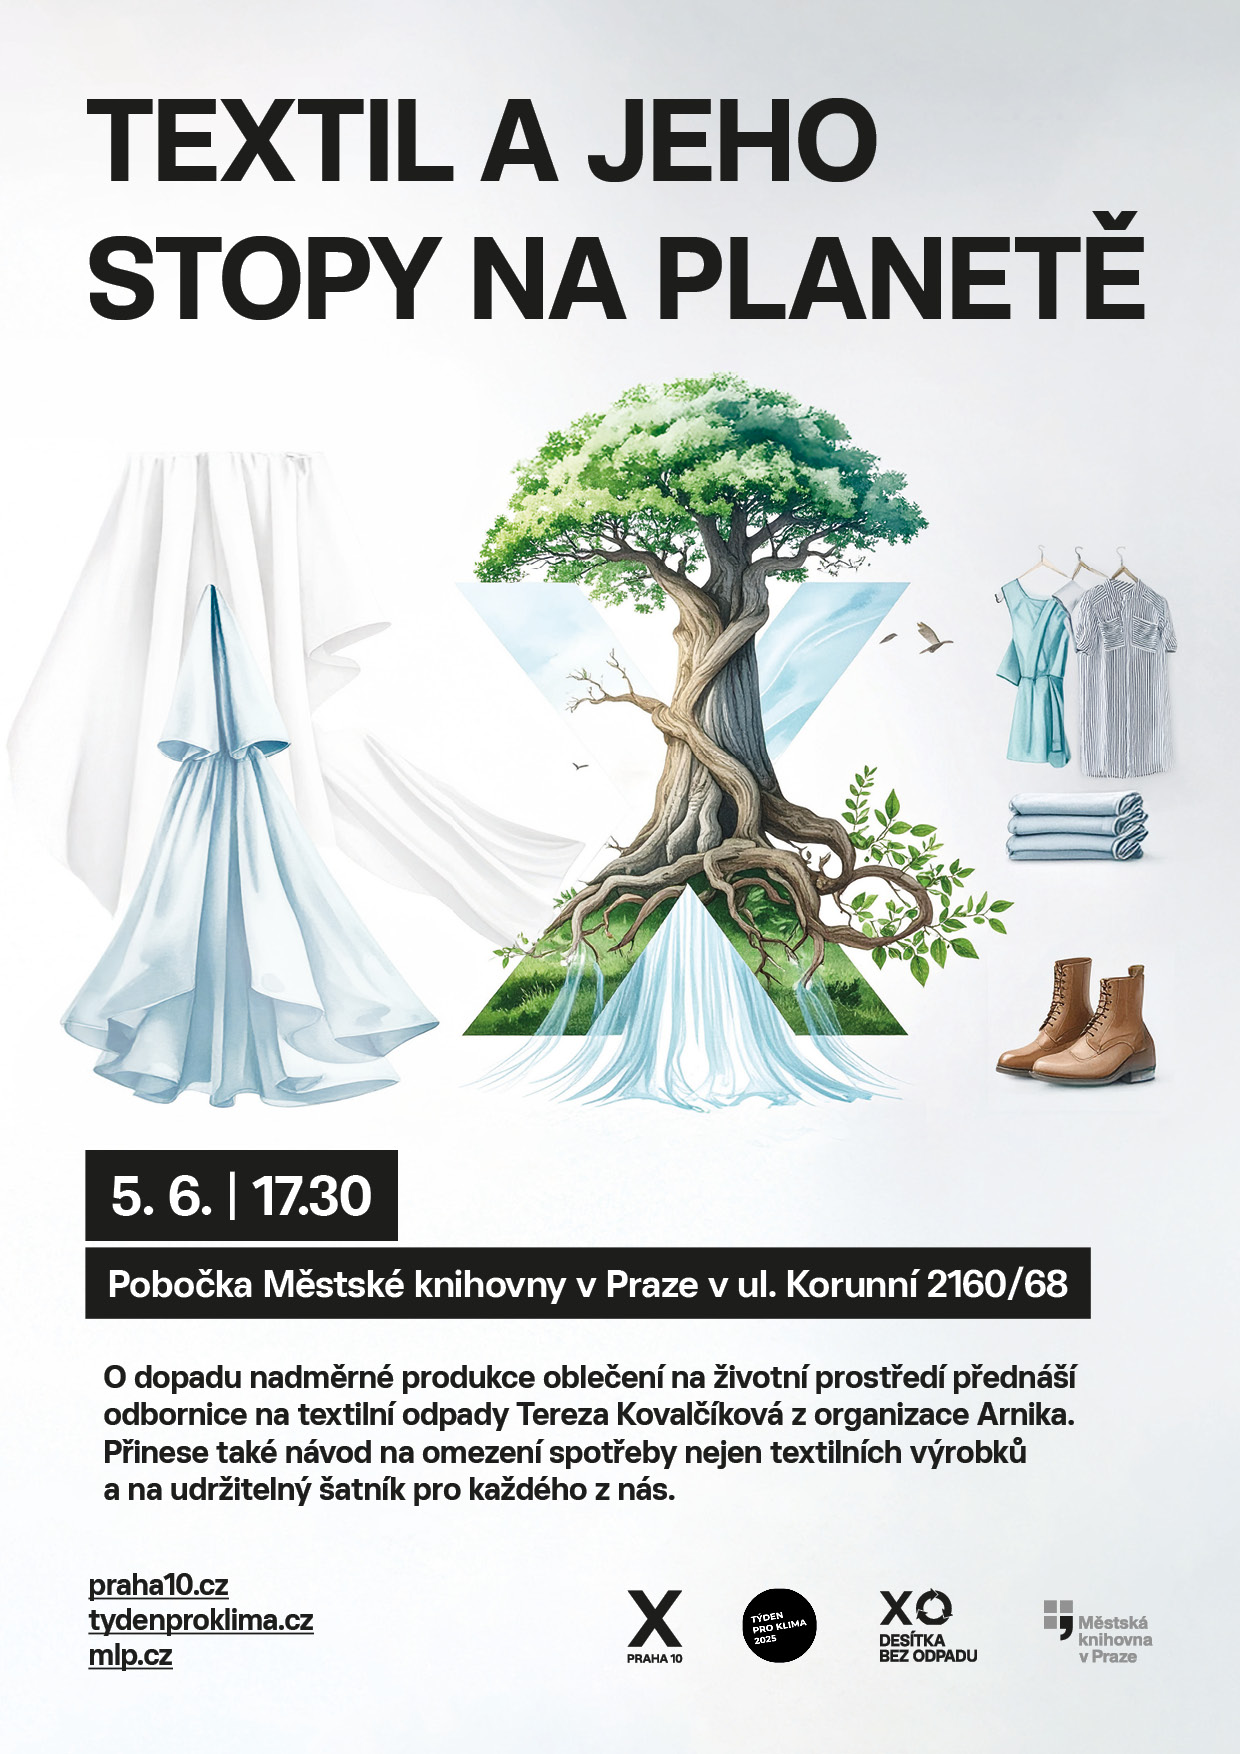 TEXTIL A JEHO
STOPY NA PLANETĚ
5. 6. | 17.30
Pobočka Městské knihovny v Praze v ul. Korunní 2160/68
O dopadu nadměrné produkce oblečení na životní prostředí přednáší
odbornice na textilní odpady Tereza Kovalčíková z organizace Arnika.
Přinese také návod na omezení spotřeby nejen textilních výrobků
a na udržitelný šatník pro každého z nás.
praha10.cz
tydenproklima.cz
mlp.cz
X
PRAHA 10
TÝDEN
PRO KLIMA
2025
XO
DESÍTKA
BEZ ODPADU
Městská
knihovna
v Praze